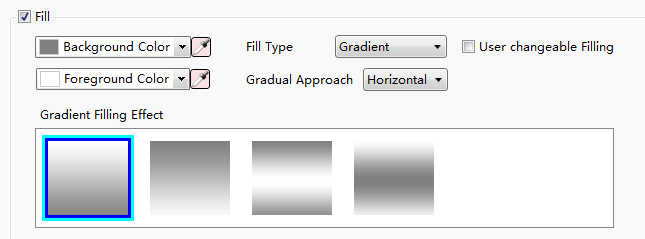 Fill
Background Color Fill Type Gradient User changeable Filling
Foreground Color Gradual Approach Horizontal
Gradient Filling Effect